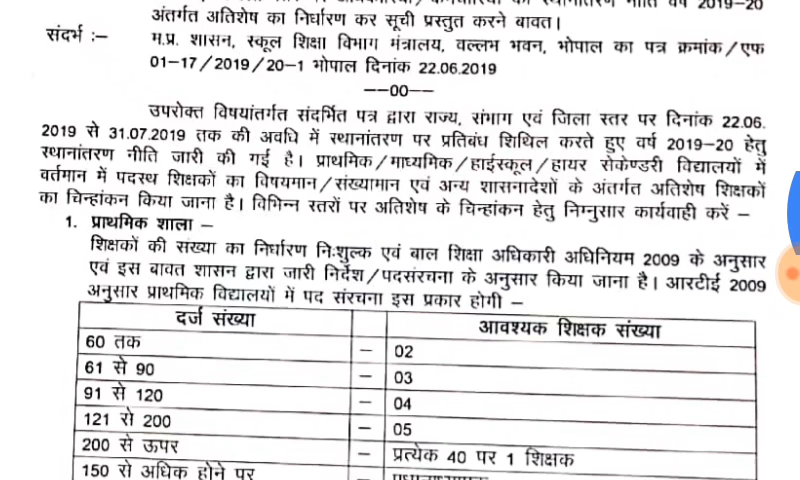 अंतर्गत अतिशेष का निर्धारण कर सूची प्रस्तुत करने बावत।
संदर्भ :— म.प्र. शासन, स्कूल शिक्षा विभाग मंत्रालय, वल्लभ भवन, भोपाल का पत्र क्रमांक/एफ
01–17/2019/20–1 भोपाल दिनांक 22.06.2019
——00——
उपरोक्त विषयांतर्गत संदर्भित पत्र द्वारा राज्य, संभाग एवं जिला स्तर पर दिनांक 22.06.
2019 से 31.07.2019 तक की अवधि में स्थानांतरण पर प्रतिबंध शिथिल करते हुए वर्ष 2019–20 हेतु
स्थानांतरण नीति जारी की गई है। प्राथमिक/माध्यमिक/हाईस्कूल/हायर सेकेण्डरी विद्यालयों में
वर्तमान में पदस्थ शिक्षकों का विषयमान/संख्यामान एवं अन्य शासनादेशों के अंतर्गत अतिशेष शिक्षकों
का चिन्हांकन किया जाना है। विभिन्न स्तरों पर अतिशेष के चिन्हांकन हेतु निम्नुसार कार्यवाही करें –
1. प्राथमिक शाला –
शिक्षकों की संख्या का निर्धारण निःशुल्क एवं बाल शिक्षा अधिकारी अधिनियम 2009 के अनुसार
एवं इस बावत शासन द्वारा जारी निर्देश/पदसंरचना के अनुसार किया जाना है। आरटीई 2009
अनुसार प्राथमिक विद्यालयों में पद संरचना इस प्रकार होगी –
दर्ज संख्या आवश्यक शिक्षक संख्या
60 तक – 02
61 से 90 – 03
91 से 120 – 04
121 से 200 – 05
200 से ऊपर – प्रत्येक 40 पर 1 शिक्षक
150 से अधिक होने पर –